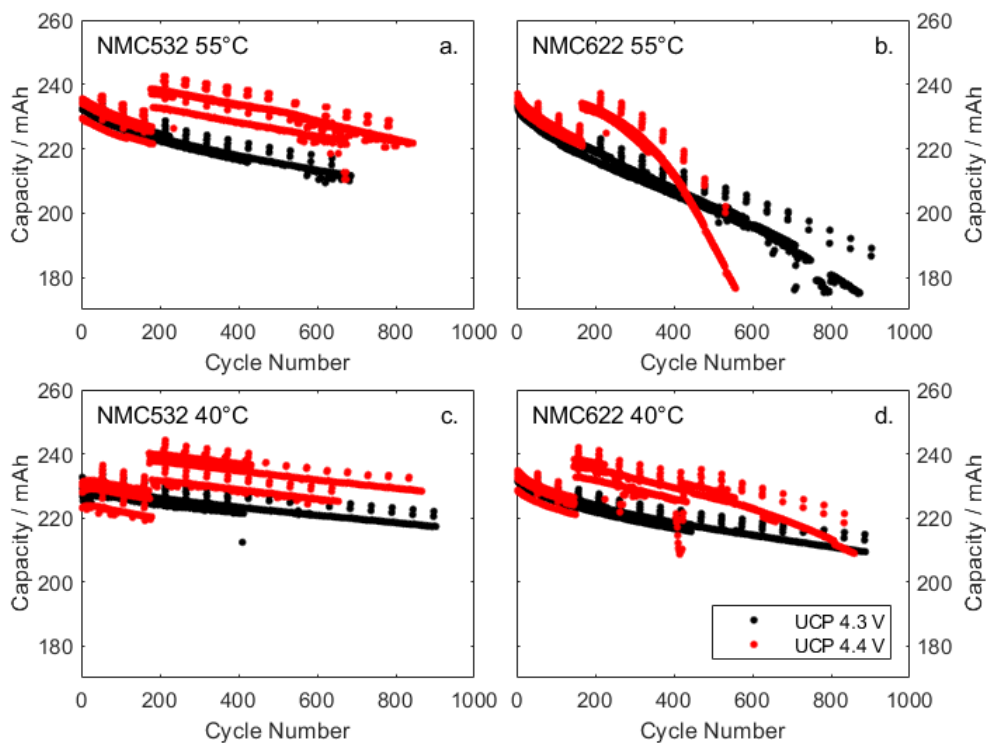 NMC532 55°C a.
260
240
220
200
180
Capacity / mAh
0 200 400 600 800 1000
Cycle Number
NMC622 55°C b.
260
240
220
200
180
Capacity / mAh
0 200 400 600 800 1000
Cycle Number
NMC532 40°C c.
260
240
220
200
180
Capacity / mAh
0 200 400 600 800 1000
Cycle Number
NMC622 40°C d.
260
240
220
200
180
Capacity / mAh
UCP 4.3 V
UCP 4.4 V
0 200 400 600 800 1000
Cycle Number